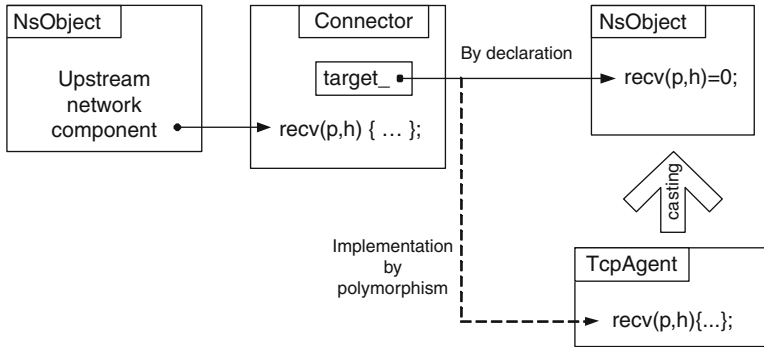 NsObject
Upstream
network
component
Connector
target_
recv(p,h) { ... };
By declaration
NsObject
recv(p,h)=0;
casting
Implementation
by
polymorphism
TcpAgent
recv(p,h){...};